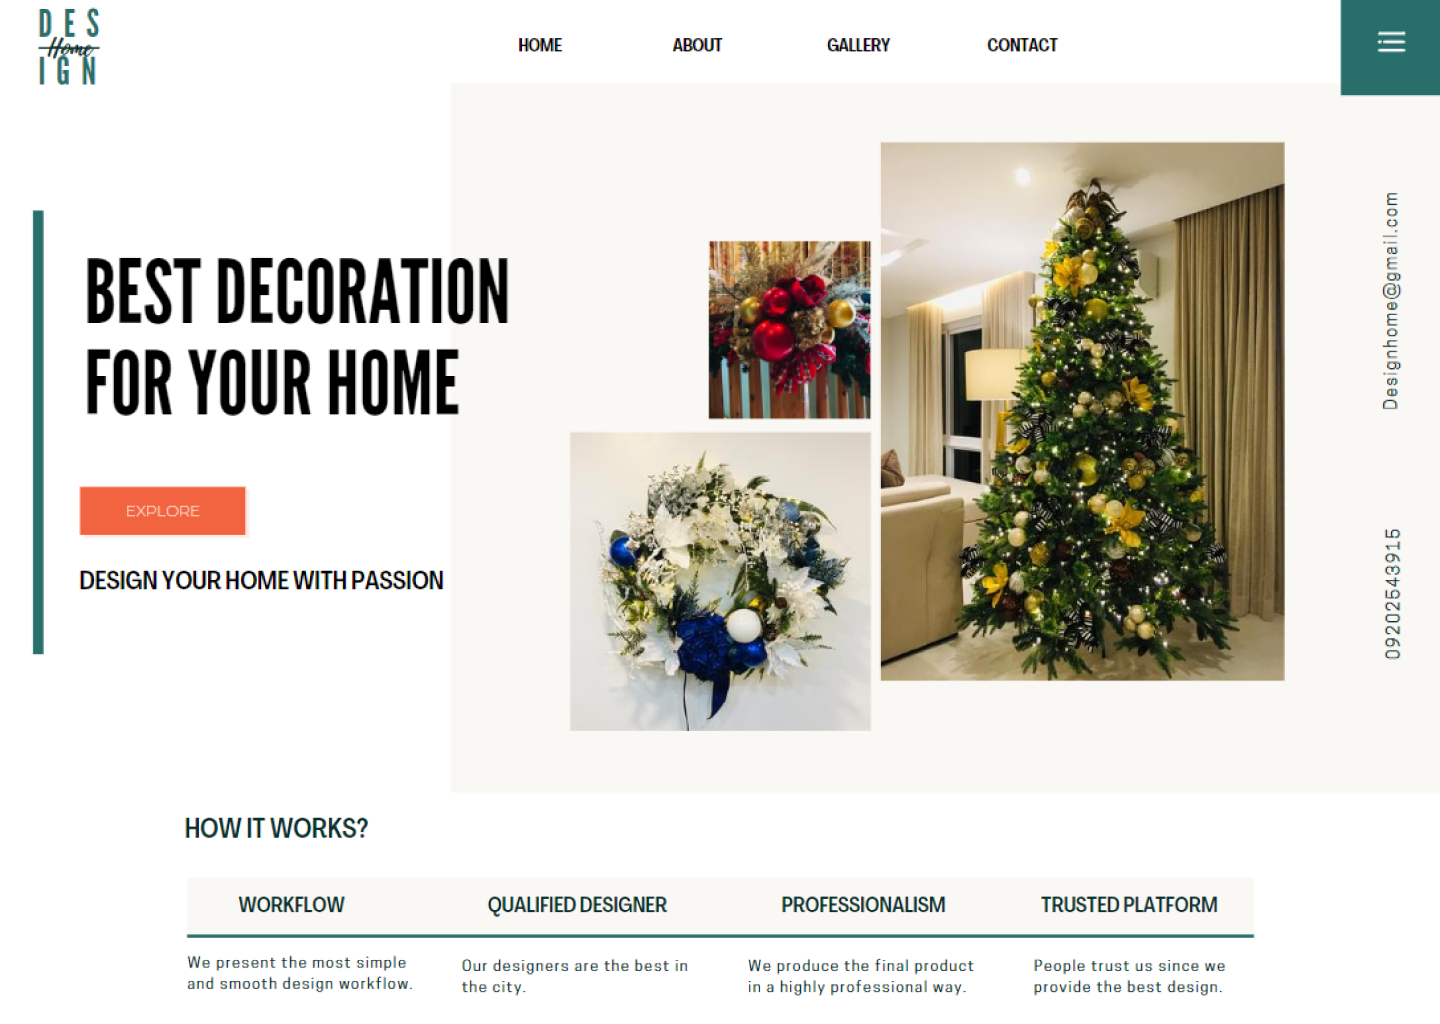 DES
Home
IGN
HOME
ABOUT
GALLERY
CONTACT
BEST DECORATION
FOR YOUR HOME
EXPLORE
DESIGN YOUR HOME WITH PASSION
Designhome@gmail.com
09202543915
HOW IT WORKS?
WORKFLOW
We present the most simple
and smooth design workflow.
QUALIFIED DESIGNER
Our designers are the best in
the city.
PROFESSIONALISM
We produce the final product
in a highly professional way.
TRUSTED PLATFORM
People trust us since we
provide the best design.